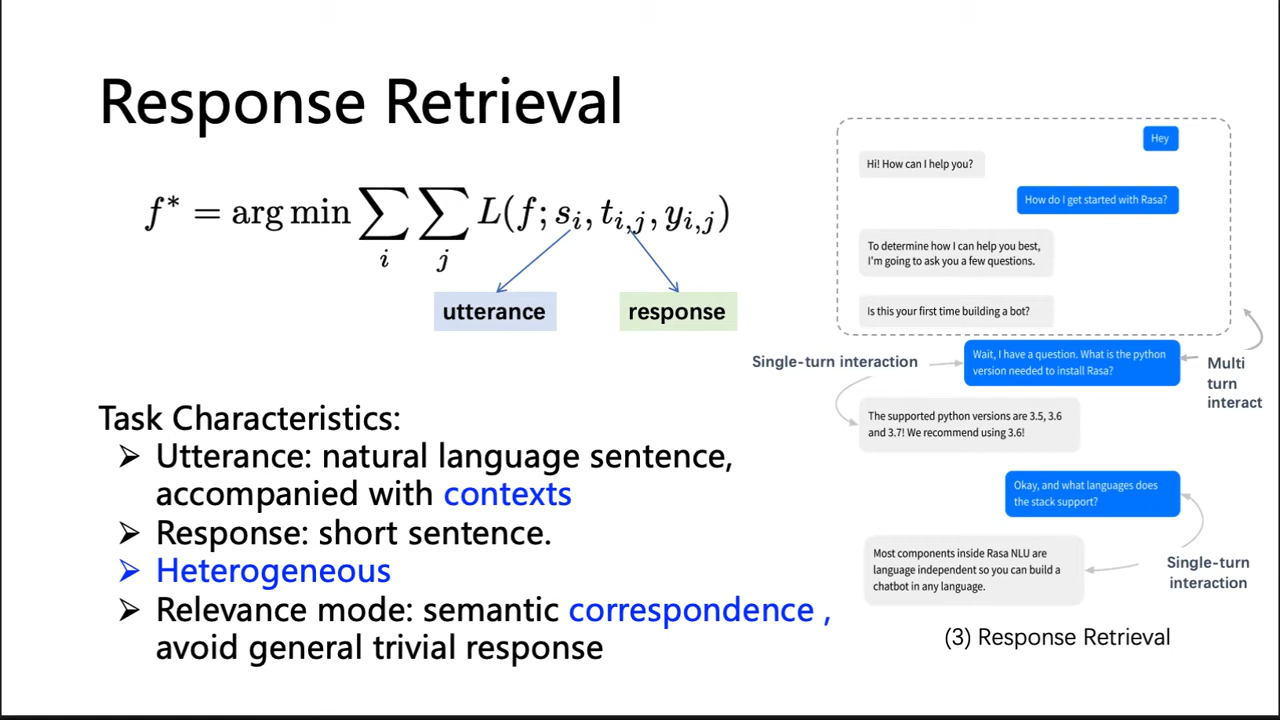 Response Retrieval
f* = arg min ∑_i ∑_j L(f; s_i, t_{i,j}, y_{i,j})
utterance
response
Task Characteristics:
➢ Utterance: natural language sentence,
accompanied with contexts
➢ Response: short sentence.
➢ Heterogeneous
➢ Relevance mode: semantic correspondence ,
avoid general trivial response
Hey
Hi! How can I help you?
How do I get started with Rasa?
To determine how I can help you best,
I'm going to ask you a few questions.
Is this your first time building a bot?
Single-turn interaction
Wait, I have a question. What is the python
version needed to install Rasa?
Multi
turn
interact
The supported python versions are 3.5, 3.6
and 3.7! We recommend using 3.6!
Okay, and what languages does
the stack support?
Most components inside Rasa NLU are
language independent so you can build a
chatbot in any language.
Single-turn
interaction
(3) Response Retrieval